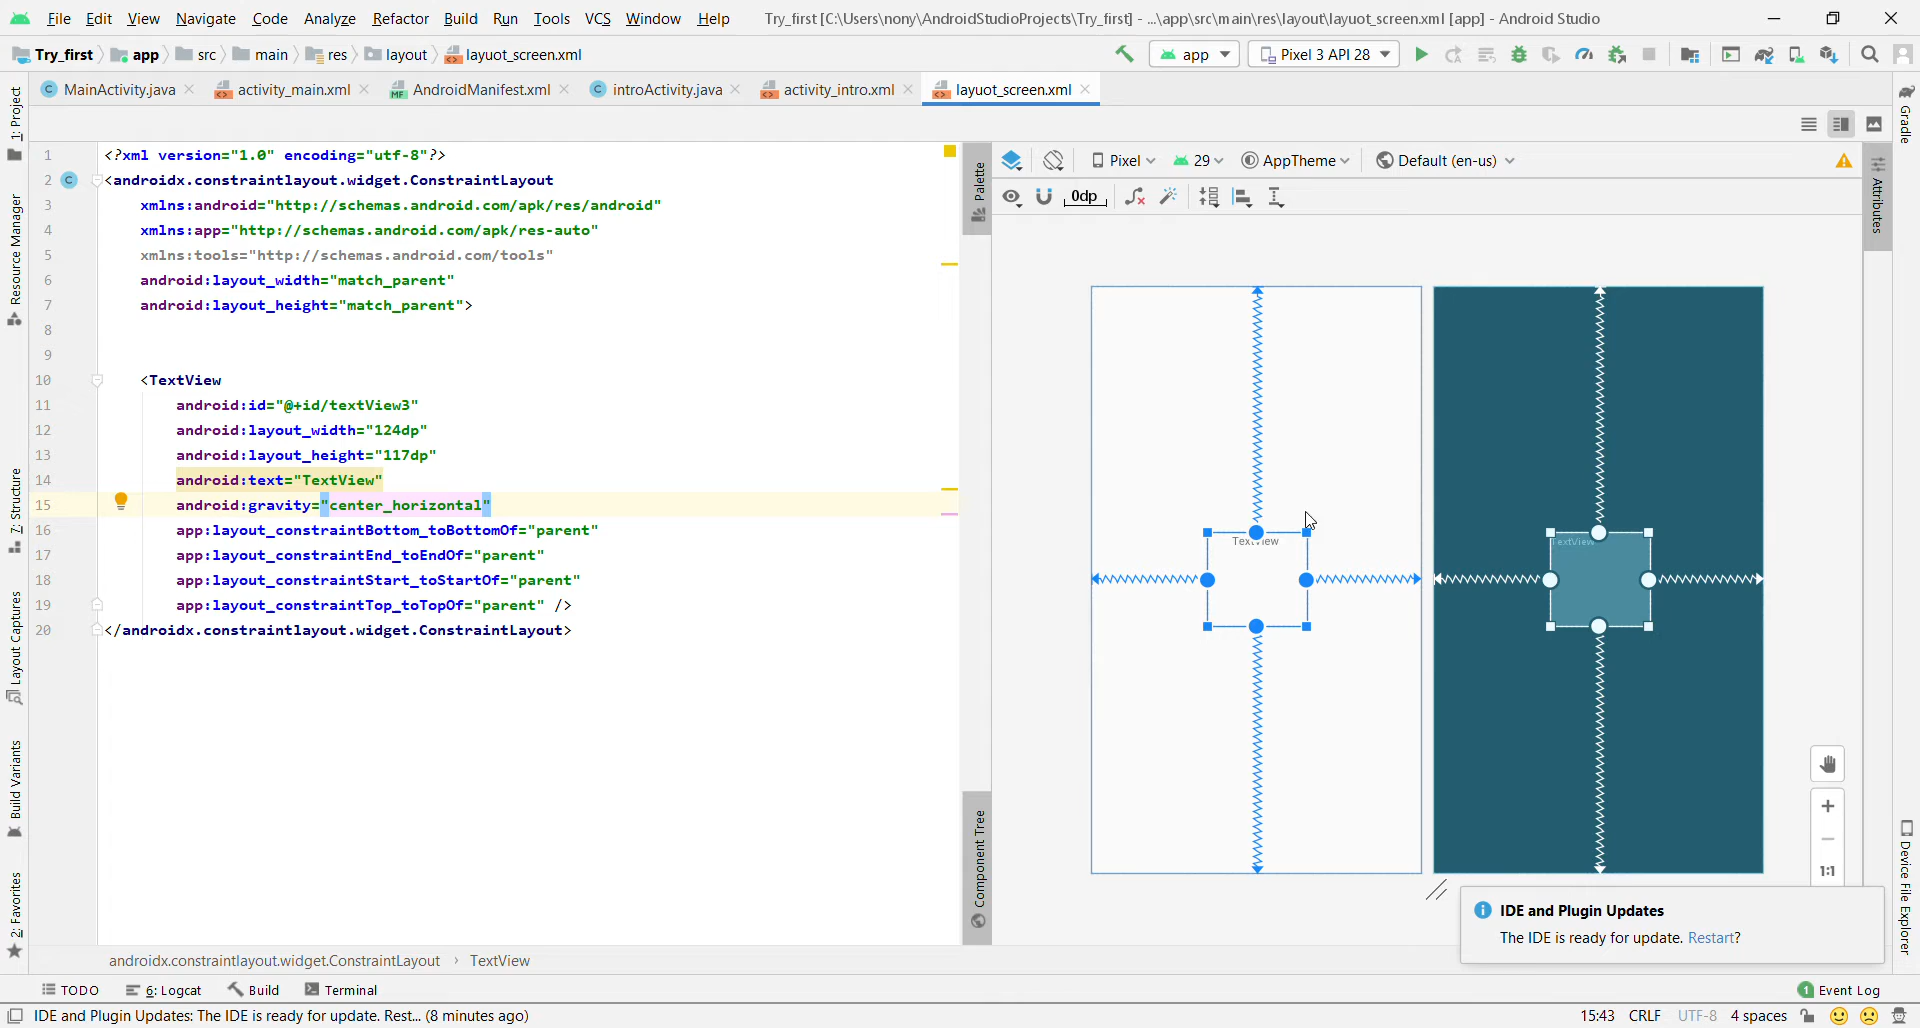 File Edit View Navigate Code Analyze Refactor Build Run Tools VCS Window Help Try_first [C:\Users\nony\AndroidStudioProjects\Try_first] - ...\app\src\main\res\layout\layuot_screen.xml [app] - Android Studio
Try_first app src main res layout layuot_screen.xml app Pixel 3 API 28
MainActivity.java activity_main.xml AndroidManifest.xml introActivity.java activity_intro.xml layuot_screen.xml
1: Project
Resource Manager
7: Structure
Layout Captures
Build Variants
2: Favorites
1 <?xml version="1.0" encoding="utf-8"?>
2 <androidx.constraintlayout.widget.ConstraintLayout
3 xmlns:android="http://schemas.android.com/apk/res/android"
4 xmlns:app="http://schemas.android.com/apk/res-auto"
5 xmlns:tools="http://schemas.android.com/tools"
6 android:layout_width="match_parent"
7 android:layout_height="match_parent">
8
9
10 <TextView
11 android:id="@+id/textView3"
12 android:layout_width="124dp"
13 android:layout_height="117dp"
14 android:text="TextView"
15 android:gravity="center_horizontal"
16 app:layout_constraintBottom_toBottomOf="parent"
17 app:layout_constraintEnd_toEndOf="parent"
18 app:layout_constraintStart_toStartOf="parent"
19 app:layout_constraintTop_toTopOf="parent" />
20 </androidx.constraintlayout.widget.ConstraintLayout>
Palette
Component Tree
Pixel 29 AppTheme Default (en-us)
0dp
TextView
TextView
1:1
Attributes
Gradle
Device File Explorer
IDE and Plugin Updates
The IDE is ready for update. Restart?
androidx.constraintlayout.widget.ConstraintLayout › TextView
TODO 6: Logcat Build Terminal 1 Event Log
IDE and Plugin Updates: The IDE is ready for update. Rest... (8 minutes ago) 15:43 CRLF UTF-8 4 spaces